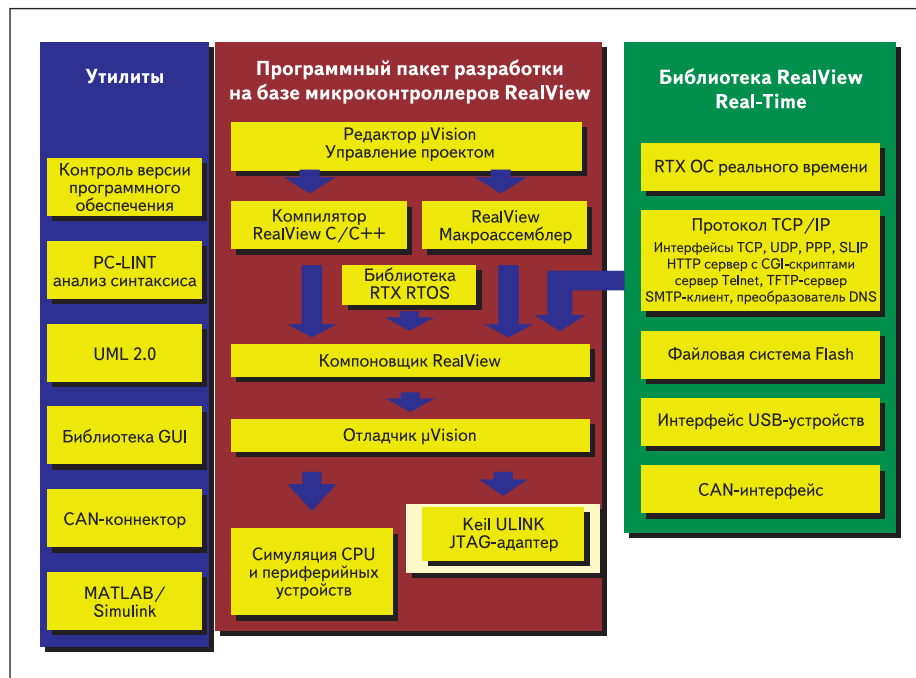 Утилиты
Контроль версии
программного
обеспечения
PC-LINT
анализ синтаксиса
UML 2.0
Библиотека GUI
CAN-коннектор
MATLAB/
Simulink
Программный пакет разработки
на базе микроконтроллеров RealView
Редактор µVision
Управление проектом
Компилятор
RealView C/C++
RealView
Макроассемблер
Библиотека
RTX RTOS
Компоновщик RealView
Отладчик µVision
Симуляция CPU
и периферийных
устройств
Keil ULINK
JTAG-адаптер
Библиотека RealView
Real-Time
RTX ОС реального времени
Протокол TCP/IP
Интерфейсы TCP, UDP, PPP, SLIP
HTTP сервер с CGI-скриптами
сервер Telnet, TFTP-сервер
SMTP-клиент, преобразователь DNS
Файловая система Flash
Интерфейс USB-устройств
CAN-интерфейс